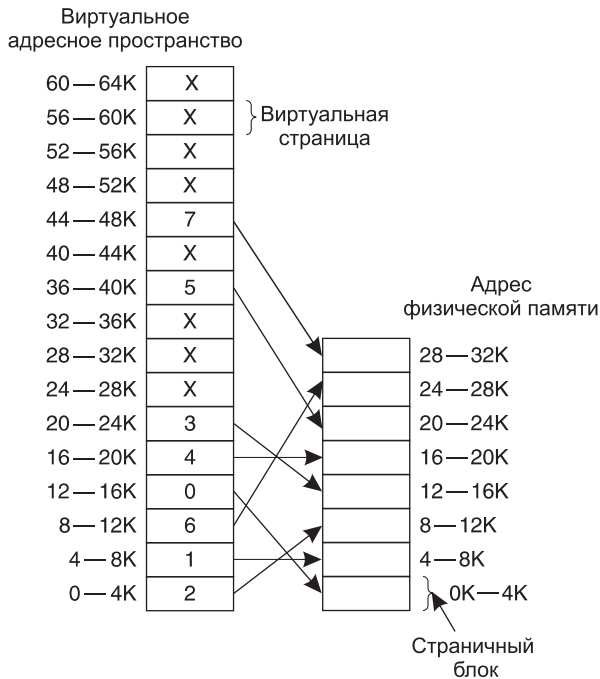 Виртуальное
адресное пространство
60—64K X
56—60K X
Виртуальная
страница
52—56K X
48—52K X
44—48K 7
40—44K X
36—40K 5
32—36K X
28—32K X
24—28K X
20—24K 3
16—20K 4
12—16K 0
8—12K 6
4—8K 1
0—4K 2
Адрес
физической памяти
28—32K
24—28K
20—24K
16—20K
12—16K
8—12K
4—8K
0K—4K
Страничный
блок